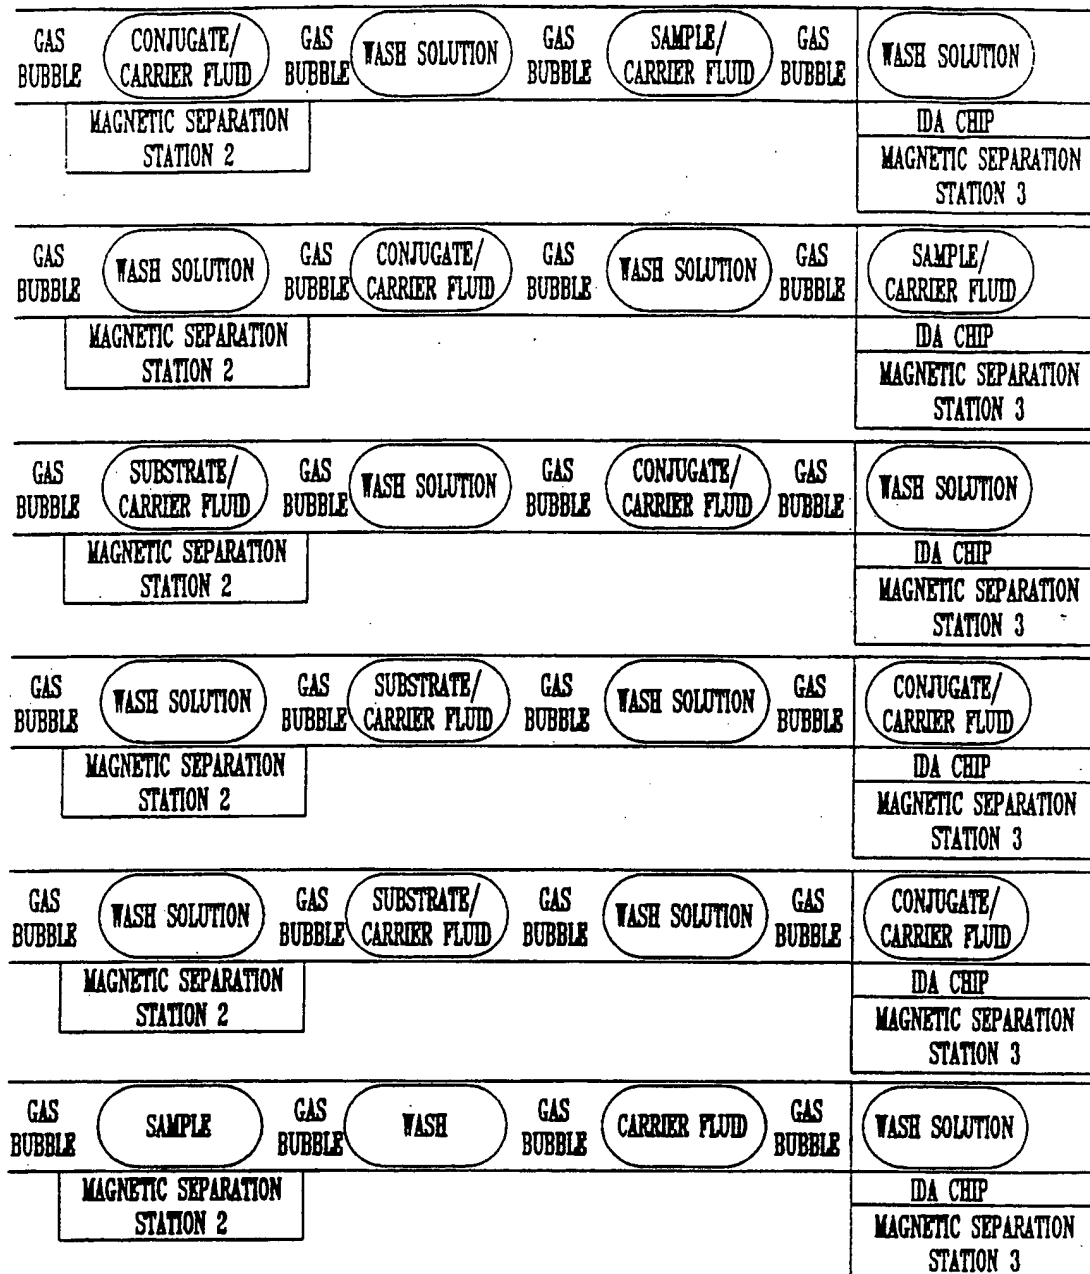 GAS CONJUGATE/ GAS WASH SOLUTION GAS SAMPLE/ GAS WASH SOLUTION
BUBBLE CARRIER FLUID BUBBLE BUBBLE CARRIER FLUID BUBBLE
MAGNETIC SEPARATION IDA CHIP
STATION 2 MAGNETIC SEPARATION
STATION 3
GAS WASH SOLUTION GAS CONJUGATE/ GAS WASH SOLUTION GAS SAMPLE/
BUBBLE BUBBLE CARRIER FLUID BUBBLE BUBBLE CARRIER FLUID
MAGNETIC SEPARATION IDA CHIP
STATION 2 MAGNETIC SEPARATION
STATION 3
GAS SUBSTRATE/ GAS WASH SOLUTION GAS CONJUGATE/ GAS WASH SOLUTION
BUBBLE CARRIER FLUID BUBBLE BUBBLE CARRIER FLUID BUBBLE
MAGNETIC SEPARATION IDA CHIP
STATION 2 MAGNETIC SEPARATION
STATION 3
GAS WASH SOLUTION GAS SUBSTRATE/ GAS WASH SOLUTION GAS CONJUGATE/
BUBBLE BUBBLE CARRIER FLUID BUBBLE BUBBLE CARRIER FLUID
MAGNETIC SEPARATION IDA CHIP
STATION 2 MAGNETIC SEPARATION
STATION 3
GAS WASH SOLUTION GAS SUBSTRATE/ GAS WASH SOLUTION GAS CONJUGATE/
BUBBLE BUBBLE CARRIER FLUID BUBBLE BUBBLE CARRIER FLUID
MAGNETIC SEPARATION IDA CHIP
STATION 2 MAGNETIC SEPARATION
STATION 3
GAS SAMPLE GAS WASH GAS CARRIER FLUID GAS WASH SOLUTION
BUBBLE BUBBLE BUBBLE BUBBLE
MAGNETIC SEPARATION IDA CHIP
STATION 2 MAGNETIC SEPARATION
STATION 3